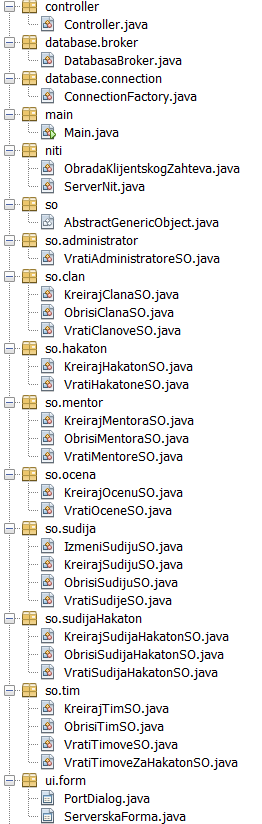 controller
Controller.java
database.broker
DatabasaBroker.java
database.connection
ConnectionFactory.java
main
Main.java
niti
ObradaKlijentskogZahteva.java
ServerNit.java
so
AbstractGenericObject.java
so.administrator
VratiAdministratoreSO.java
so.clan
KreirajClanaSO.java
ObrisiClanaSO.java
VratiClanoveSO.java
so.hakaton
KreirajHakatonSO.java
VratiHakatoneSO.java
so.mentor
KreirajMentoraSO.java
ObrisiMentoraSO.java
VratiMentoreSO.java
so.ocena
KreirajOcenuSO.java
VratiOceneSO.java
so.sudija
IzmeniSudijuSO.java
KreirajSudijuSO.java
ObrisiSudijuSO.java
VratiSudijeSO.java
so.sudijaHakaton
KreirajSudijaHakatonSO.java
ObrisiSudijaHakatonSO.java
VratiSudijaHakatonSO.java
so.tim
KreirajTimSO.java
ObrisiTimSO.java
VratiTimoveSO.java
VratiTimoveZaHakatonSO.java
ui.form
PortDialog.java
ServerskaForma.java